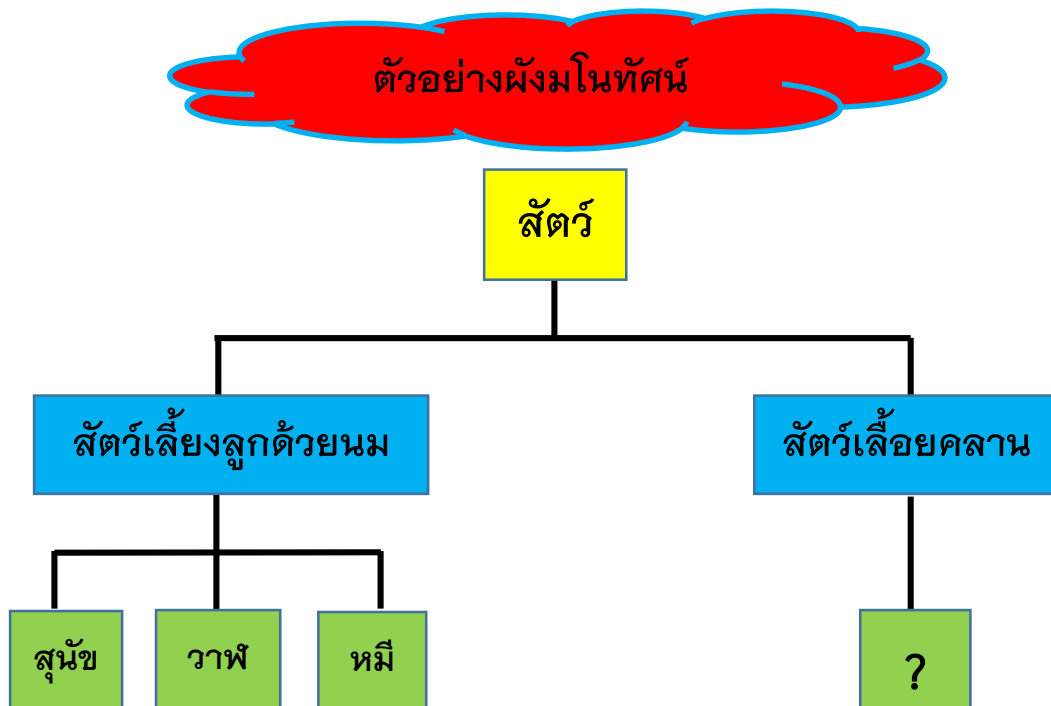 ตัวอย่างผังมโนทัศน์
สัตว์
สัตว์เลี้ยงลูกด้วยนม
สัตว์เลื้อยคลาน
สุนัข
วาฬ
หมี
?